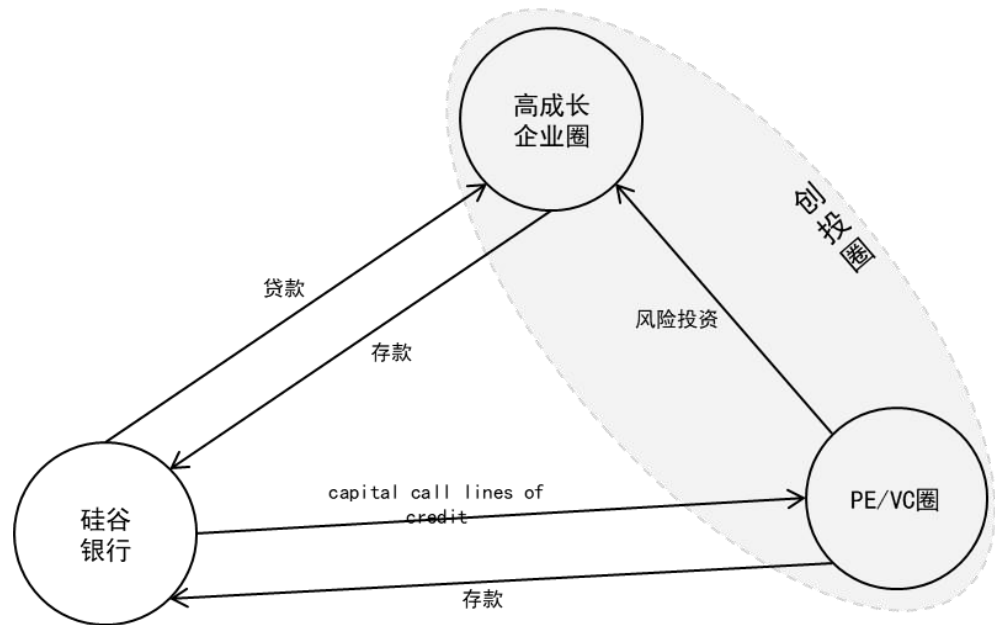 高成长
企业圈
创投圈
贷款
风险投资
存款
capital call lines of
credit
PE/VC圈
硅谷
银行
存款